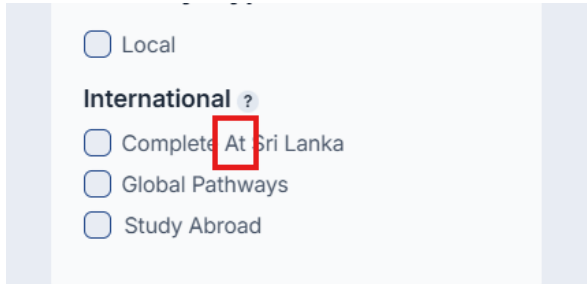 Local
International ?
Complete At Sri Lanka
Global Pathways
Study Abroad